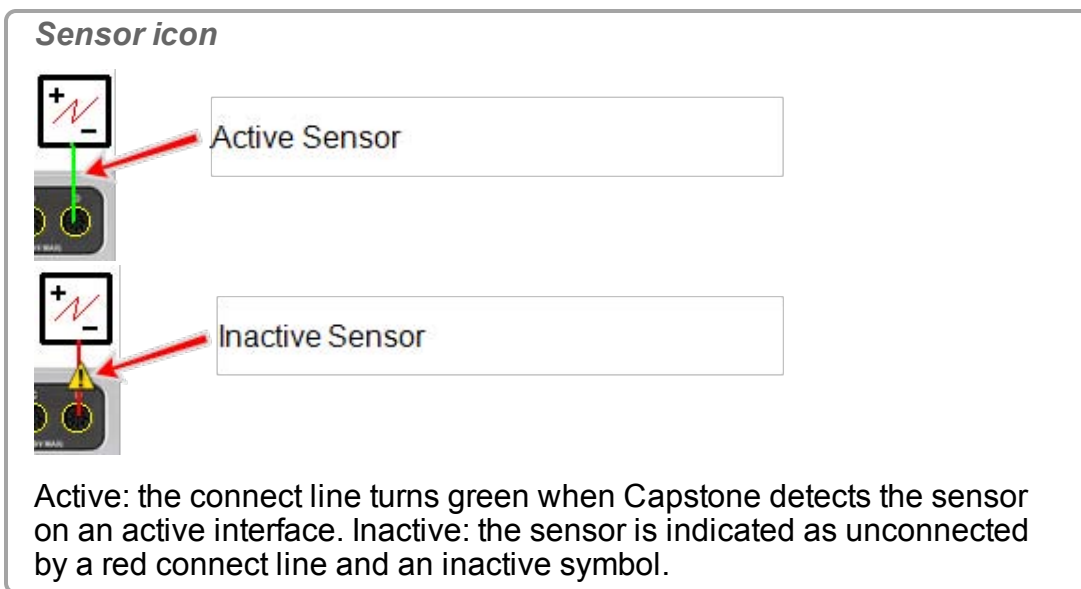 Sensor icon
Active Sensor
Inactive Sensor
Active: the connect line turns green when Capstone detects the sensor
on an active interface. Inactive: the sensor is indicated as unconnected
by a red connect line and an inactive symbol.